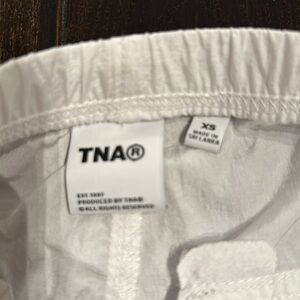 TNA®
EST. 1997
PRODUCED BY TNA®
©ALL RIGHTS RESERVED
XS
MADE IN
SRI LANKA